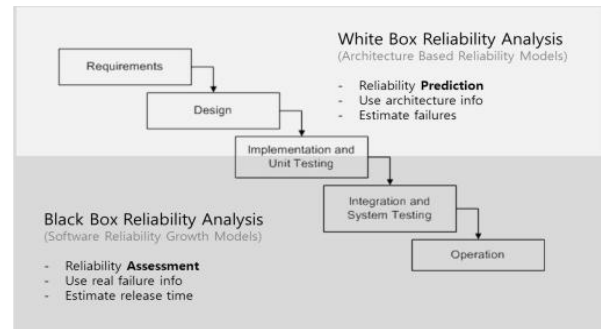 White Box Reliability Analysis
(Architecture Based Reliability Models)
- Reliability Prediction
- Use architecture info
- Estimate failures
Requirements
Design
Implementation and
Unit Testing
Integration and
System Testing
Operation
Black Box Reliability Analysis
(Software Reliability Growth Models)
- Reliability Assessment
- Use real failure info
- Estimate release time